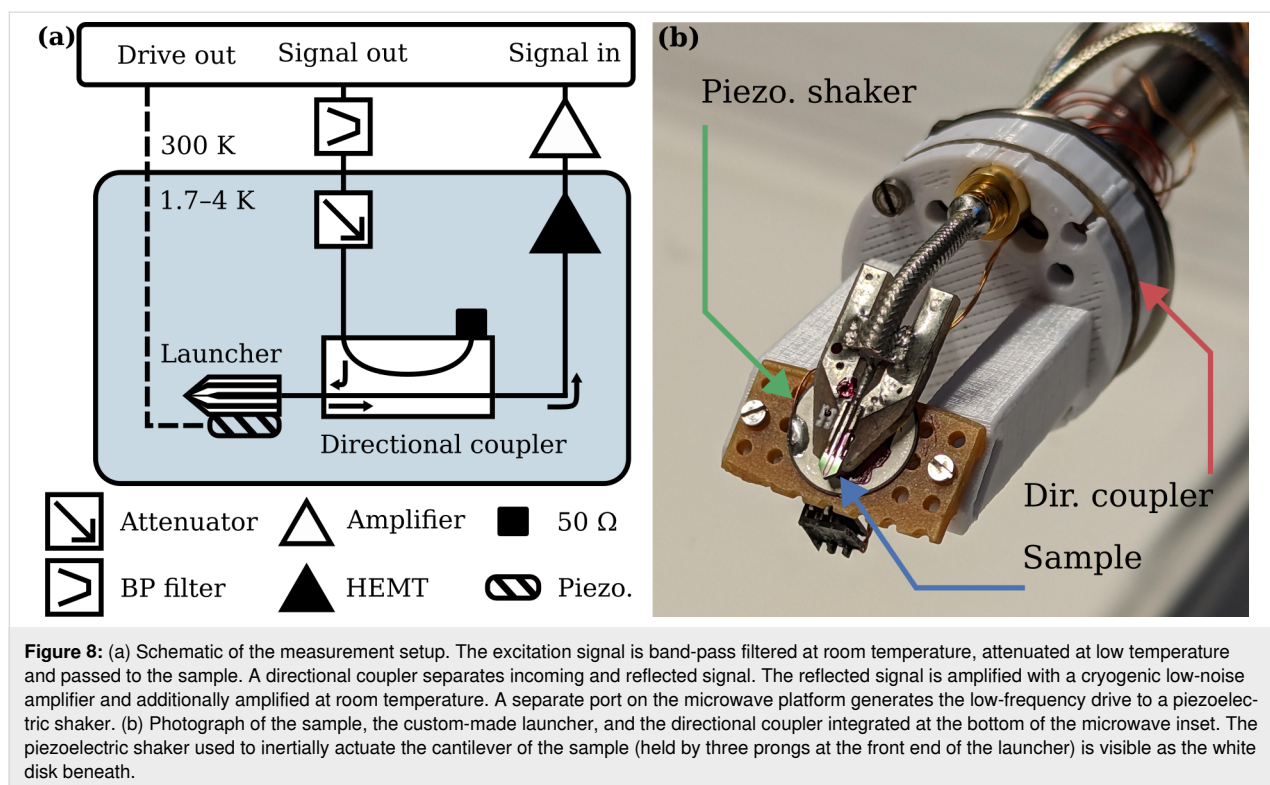 (a)
Drive out Signal out Signal in
300 K
1.7–4 K
Launcher
Directional coupler
Attenuator Amplifier 50 Ω
BP filter HEMT Piezo.
(b)
Piezo. shaker
Dir. coupler
Sample
Figure 8: (a) Schematic of the measurement setup. The excitation signal is band-pass filtered at room temperature, attenuated at low temperature
and passed to the sample. A directional coupler separates incoming and reflected signal. The reflected signal is amplified with a cryogenic low-noise
amplifier and additionally amplified at room temperature. A separate port on the microwave platform generates the low-frequency drive to a piezoelec-
tric shaker. (b) Photograph of the sample, the custom-made launcher, and the directional coupler integrated at the bottom of the microwave inset. The
piezoelectric shaker used to inertially actuate the cantilever of the sample (held by three prongs at the front end of the launcher) is visible as the white
disk beneath.